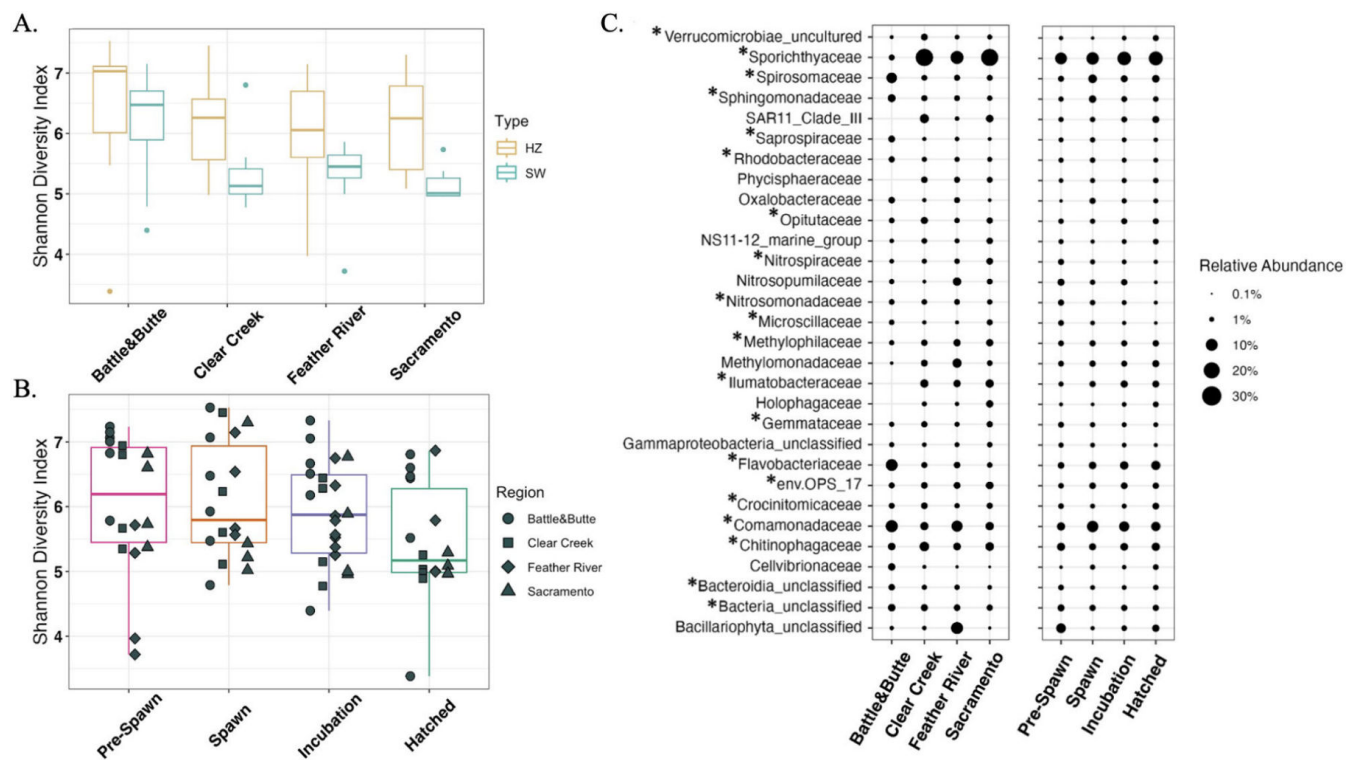 A.
Shannon Diversity Index
7
6
5
4
Battle&Butte
Clear Creek
Feather River
Sacramento
Type
HZ
SW
B.
Shannon Diversity Index
7
6
5
4
Pre-Spawn
Spawn
Incubation
Hatched
Region
Battle&Butte
Clear Creek
Feather River
Sacramento
C.
*Verrucomicrobiae_uncultured
*Sporichthyaceae
*Spirosomaceae
*Sphingomonadaceae
SAR11_Clade_III
*Saprospiraceae
*Rhodobacteraceae
Phycisphaeraceae
Oxalobacteraceae
*Opitutaceae
NS11-12_marine_group
*Nitrospiraceae
Nitrosopumilaceae
*Nitrosomonadaceae
*Microscillaceae
*Methylophilaceae
Methylomonadaceae
*Ilumatobacteraceae
Holophagaceae
*Gemmataceae
Gammaproteobacteria_unclassified
*Flavobacteriaceae
*env.OPS_17
*Crocinitomicaceae
*Comamonadaceae
*Chitinophagaceae
Cellvibrionaceae
*Bacteroidia_unclassified
*Bacteria_unclassified
Bacillariophyta_unclassified
Battle&Butte
Clear Creek
Feather River
Sacramento
Pre-Spawn
Spawn
Incubation
Hatched
Relative Abundance
0.1%
1%
10%
20%
30%